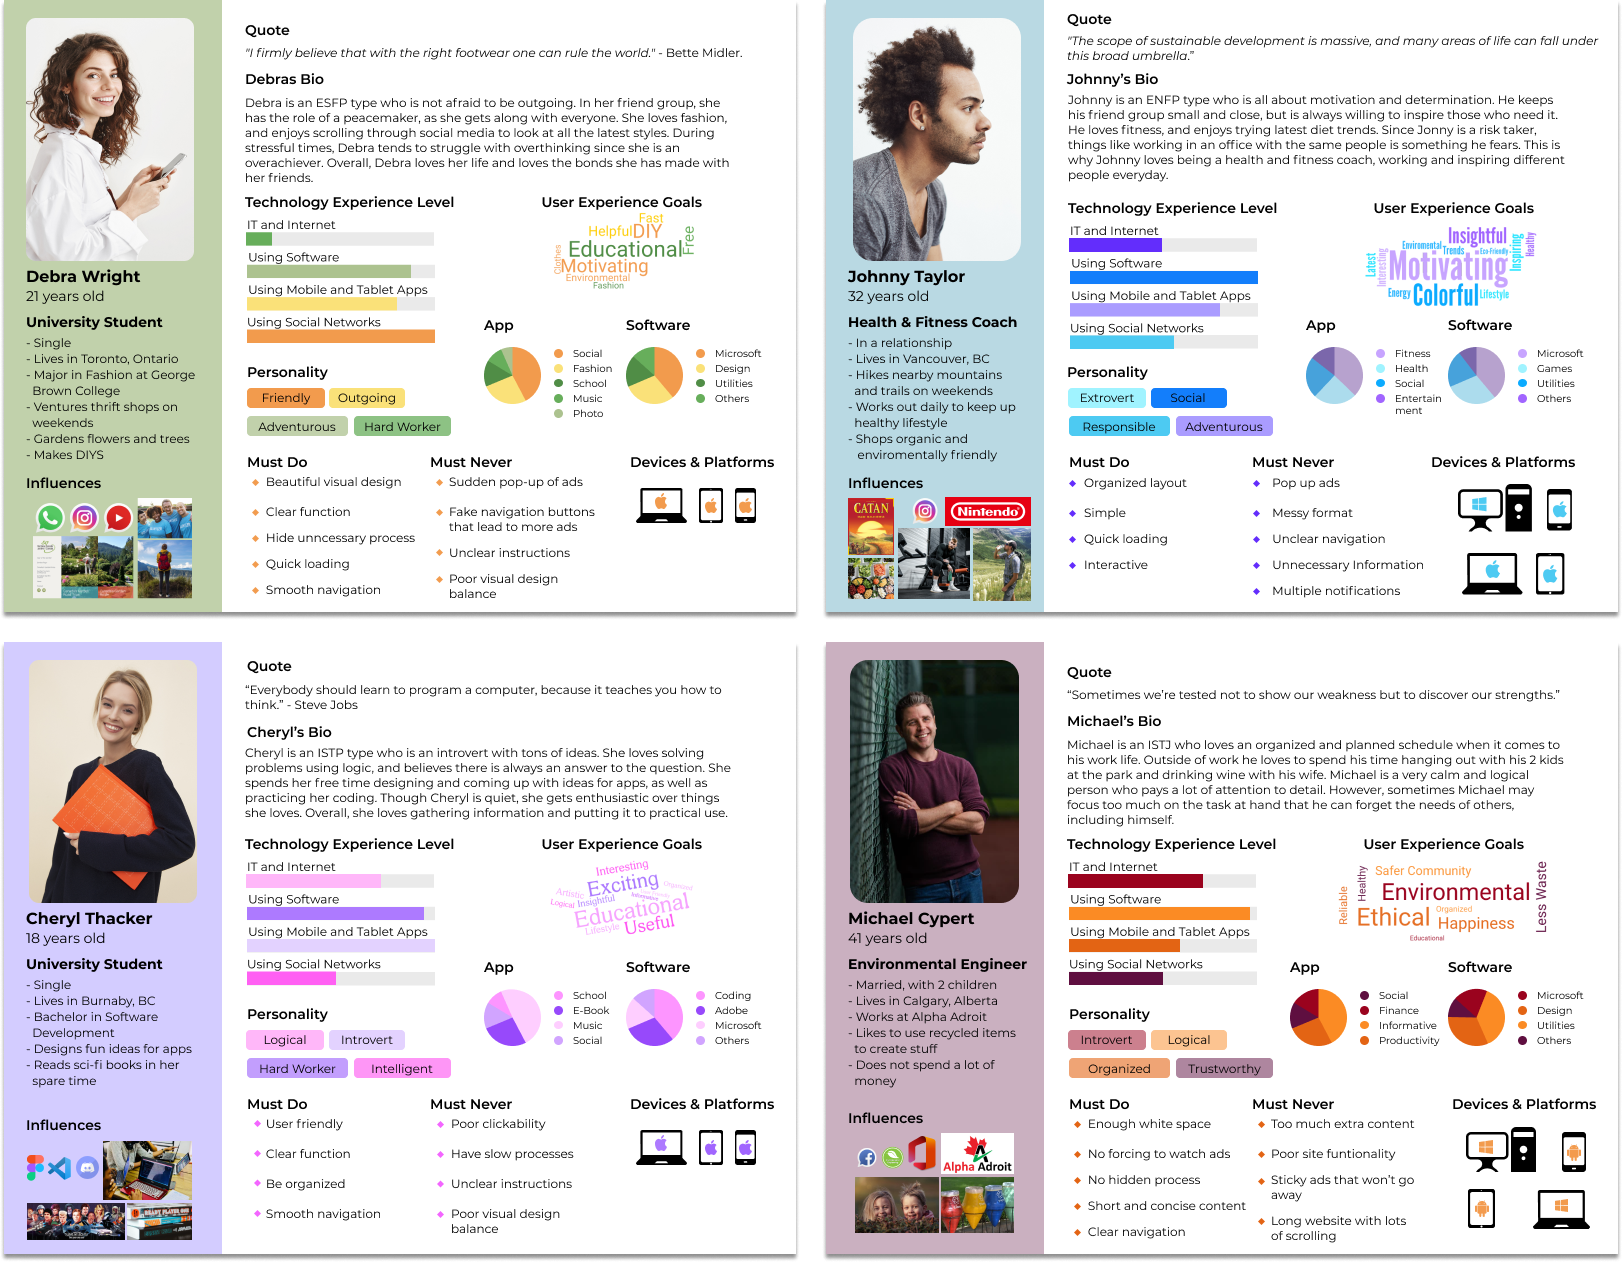 Debra Wright
21 years old
University Student
- Single
- Lives in Toronto, Ontario
- Major in Fashion at George
Brown College
- Ventures thrift shops on
weekends
- Gardens flowers and trees
- Makes DIYS
Influences
Quote
"I firmly believe that with the right footwear one can rule the world." - Bette Midler.
Debras Bio
Debra is an ESFP type who is not afraid to be outgoing. In her friend group, she
has the role of a peacemaker, as she gets along with everyone. She loves fashion,
and enjoys scrolling through social media to look at all the latest styles. During
stressful times, Debra tends to struggle with overthinking since she is an
overachiever. Overall, Debra loves her life and loves the bonds she has made with
her friends.
Technology Experience Level
IT and Internet
Using Software
Using Mobile and Tablet Apps
Using Social Networks
User Experience Goals
Fast
Helpful
DIY
Free
Educational
Clothes
Motivating
Environmental
Fashion
App
Social
Fashion
School
Music
Photo
Software
Microsoft
Design
Utilities
Others
Personality
Friendly
Outgoing
Adventurous
Hard Worker
Must Do
Beautiful visual design
Clear function
Hide unncessary process
Quick loading
Smooth navigation
Must Never
Sudden pop-up of ads
Fake navigation buttons
that lead to more ads
Unclear instructions
Poor visual design
balance
Devices & Platforms
Johnny Taylor
32 years old
Health & Fitness Coach
- In a relationship
- Lives in Vancouver, BC
- Hikes nearby mountains
and trails on weekends
- Works out daily to keep up
healthy lifestyle
- Shops organic and
enviromentally friendly
Influences
CATAN
Nintendo
Quote
"The scope of sustainable development is massive, and many areas of life can fall under
this broad umbrella."
Johnny's Bio
Johnny is an ENFP type who is all about motivation and determination. He keeps
his friend group small and close, but is always willing to inspire those who need it.
He loves fitness, and enjoys trying latest diet trends. Since Jonny is a risk taker,
things like working in an office with the same people is something he fears. This is
why Johnny loves being a health and fitness coach, working and inspiring different
people everyday.
Technology Experience Level
IT and Internet
Using Software
Using Mobile and Tablet Apps
Using Social Networks
User Experience Goals
Insightful
Enviromental
Trends
Eco-Friendly
Inspiring
Healthy
Latest
Interesting
Motivating
Energy
Colorful
Lifestyle
App
Fitness
Health
Social
Entertain
ment
Software
Microsoft
Games
Utilities
Others
Personality
Extrovert
Social
Responsible
Adventurous
Must Do
Organized layout
Simple
Quick loading
Interactive
Must Never
Pop up ads
Messy format
Unclear navigation
Unnecessary Information
Multiple notifications
Devices & Platforms
Cheryl Thacker
18 years old
University Student
- Single
- Lives in Burnaby, BC
- Bachelor in Software
Development
- Designs fun ideas for apps
- Reads sci-fi books in her
spare time
Influences
READY PLAYER ONE
Quote
“Everybody should learn to program a computer, because it teaches you how to
think.” - Steve Jobs
Cheryl's Bio
Cheryl is an ISTP type who is an introvert with tons of ideas. She loves solving
problems using logic, and believes there is always an answer to the question. She
spends her free time designing and coming up with ideas for apps, as well as
practicing her coding. Though Cheryl is quiet, she gets enthusiastic over things
she loves. Overall, she loves gathering information and putting it to practical use.
Technology Experience Level
IT and Internet
Using Software
Using Mobile and Tablet Apps
Using Social Networks
User Experience Goals
Interesting
Exciting
Artistic
Organized
Logical
Insightful
Informative
Educational
Lifestyle
Useful
App
School
E-Book
Music
Social
Software
Coding
Adobe
Microsoft
Others
Personality
Logical
Introvert
Hard Worker
Intelligent
Must Do
User friendly
Clear function
Be organized
Smooth navigation
Must Never
Poor clickability
Have slow processes
Unclear instructions
Poor visual design
balance
Devices & Platforms
Michael Cypert
41 years old
Environmental Engineer
- Married, with 2 children
- Lives in Calgary, Alberta
- Works at Alpha Adroit
- Likes to use recycled items
to create stuff
- Does not spend a lot of
money
Influences
Alpha Adroit
Quote
“Sometimes we're tested not to show our weakness but to discover our strengths.”
Michael's Bio
Michael is an ISTJ who loves an organized and planned schedule when it comes to
his work life. Outside of work he loves to spend his time hanging out with his 2 kids
at the park and drinking wine with his wife. Michael is a very calm and logical
person who pays a lot of attention to detail. However, sometimes Michael may
focus too much on the task at hand that he can forget the needs of others,
including himself.
Technology Experience Level
IT and Internet
Using Software
Using Mobile and Tablet Apps
Using Social Networks
User Experience Goals
Safer Community
Healthy
Environmental
Less Waste
Reliable
Ethical
Organized
Happiness
Educational
App
Social
Finance
Informative
Productivity
Software
Microsoft
Design
Utilities
Others
Personality
Introvert
Logical
Organized
Trustworthy
Must Do
Enough white space
No forcing to watch ads
No hidden process
Short and concise content
Clear navigation
Must Never
Too much extra content
Poor site funtionality
Sticky ads that won't go
away
Long website with lots
of scrolling
Devices & Platforms